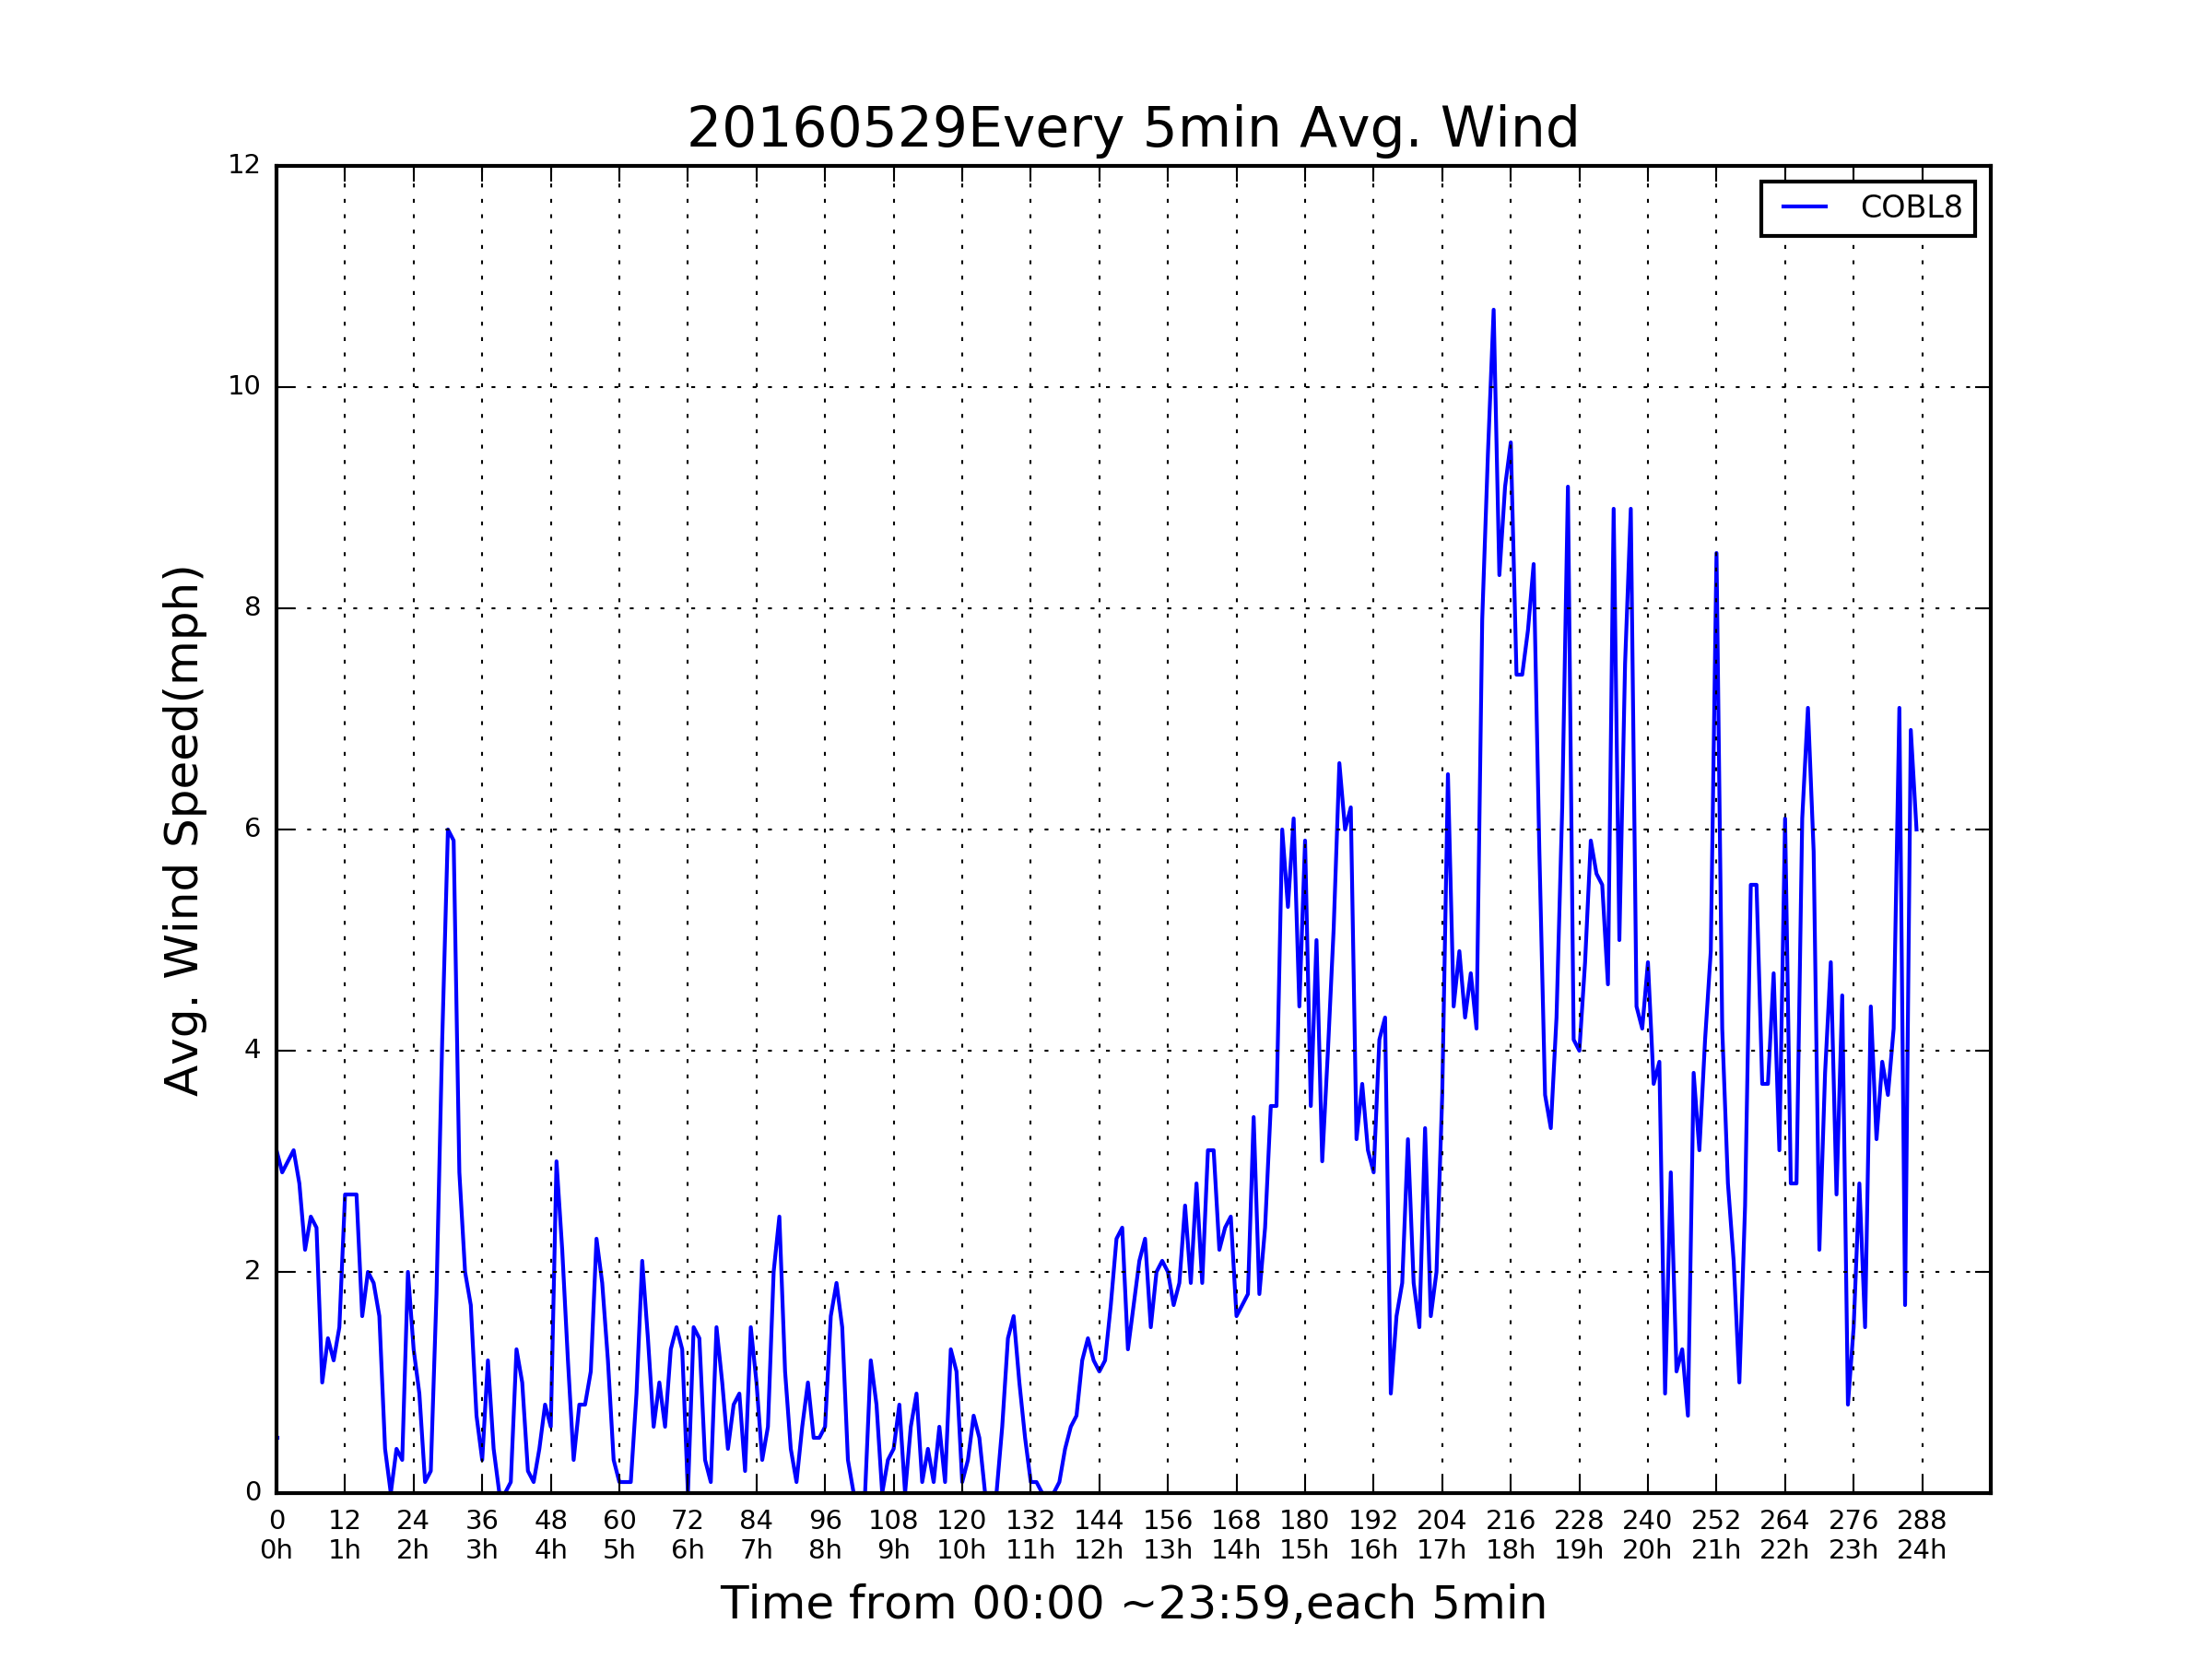 20160529Every 5min Avg. Wind
COBL8
Avg. Wind Speed(mph)
12
10
8
6
4
2
0
0 12 24 36 48 60 72 84 96 108 120 132 144 156 168 180 192 204 216 228 240 252 264 276 288
0h 1h 2h 3h 4h 5h 6h 7h 8h 9h 10h 11h 12h 13h 14h 15h 16h 17h 18h 19h 20h 21h 22h 23h 24h
Time from 00:00 ~23:59,each 5min